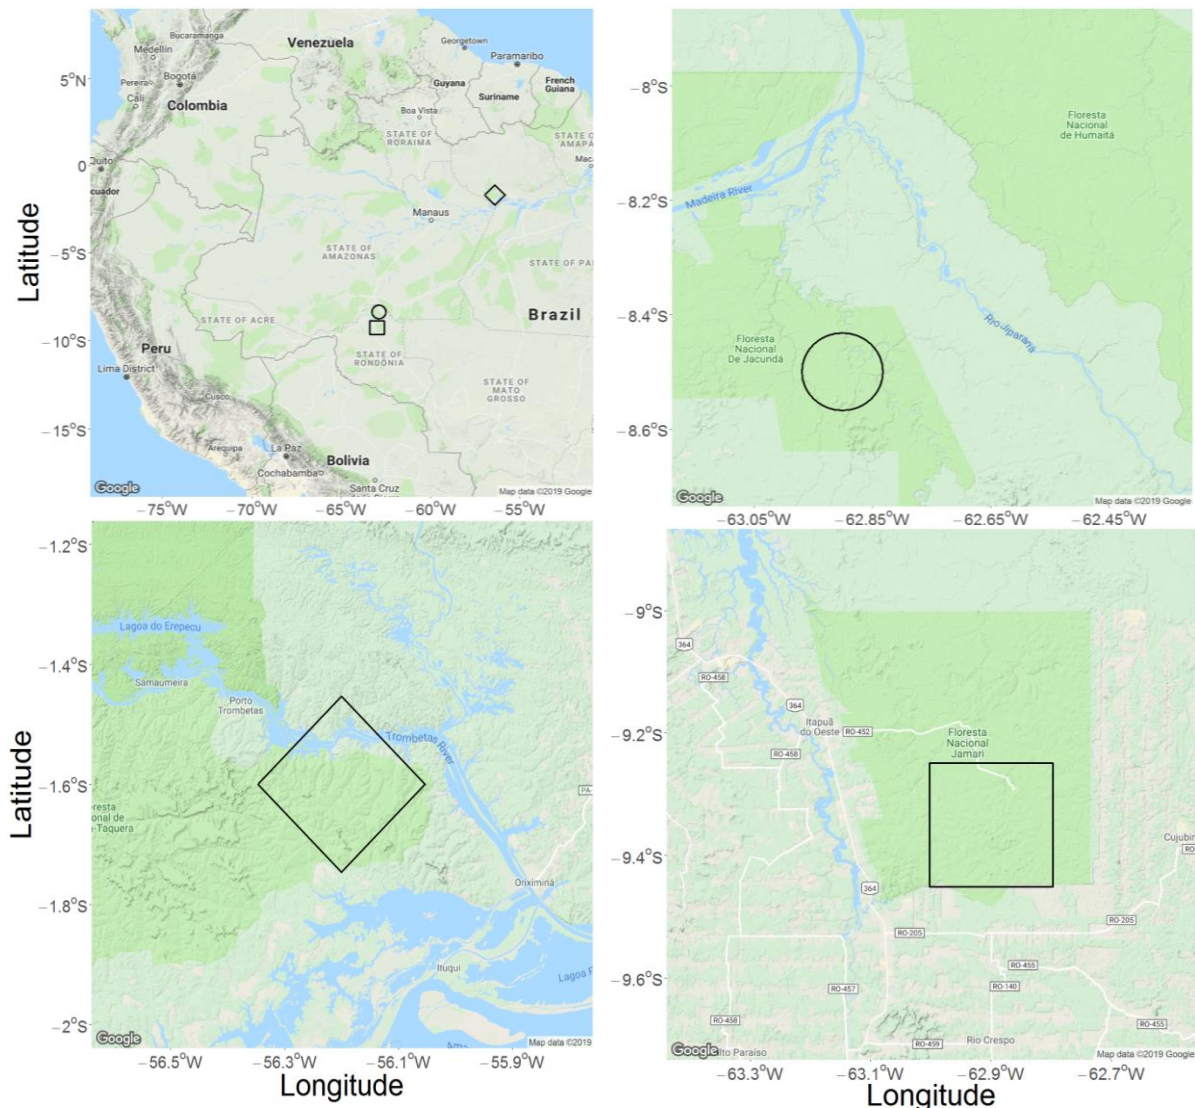 Bucaramanga
Medellin
Venezuela
Georgetown
Paramaribo
Pereira
Bogotá
Cali
Colombia
Guyana
Suriname
French
Guiana
Boa Vista
STATE OF
RORAIMA
STATE OF
AMAPÁ
Quito
Manaus
STATE OF
AMAZONAS
STATE OF
STATE OF ACRE
Brazil
Peru
STATE OF
RONDÔNIA
Lima District
STATE OF
MATO
GROSSO
Cusco
Arequipa
La Paz
Bolivia
Cochabamba
Santa Cruz
Google
Map data ©2019 Google
5°N
0
−5°S
−10°S
−15°S
Latitude
−75°W
−70°W
−65°W
−60°W
−55°W
Floresta
Nacional
de Humaitá
Madeira River
Rio Jiparaná
Floresta
Nacional
De Jacundá
Google
Map data ©2019 Google
−8°S
−8.2°S
−8.4°S
−8.6°S
−63.05°W
−62.85°W
−62.65°W
−62.45°W
Lagoa do Erepecu
Samaumeira
Porto
Trombetas
Trombetas River
PA-
Oriximiná
Ituqui
Lagoa
Google
Map data ©2019
−1.2°S
−1.4°S
−1.6°S
−1.8°S
−2°S
Latitude
−56.5°W
−56.3°W
−56.1°W
−55.9°W
Longitude
364
RO-458
364
Itapuã
do Oeste
RO-452
RO-458
Floresta
Nacional
Jamari
Cujubim
364
RO-205
RO-205
RO-455
RO-457
RO-140
RO-458
RO-455
RO-459
Rio Crespo
Alto Paraíso
Google
Map data ©2019 Google
−9°S
−9.2°S
−9.4°S
−9.6°S
−63.3°W
−63.1°W
−62.9°W
−62.7°W
Longitude